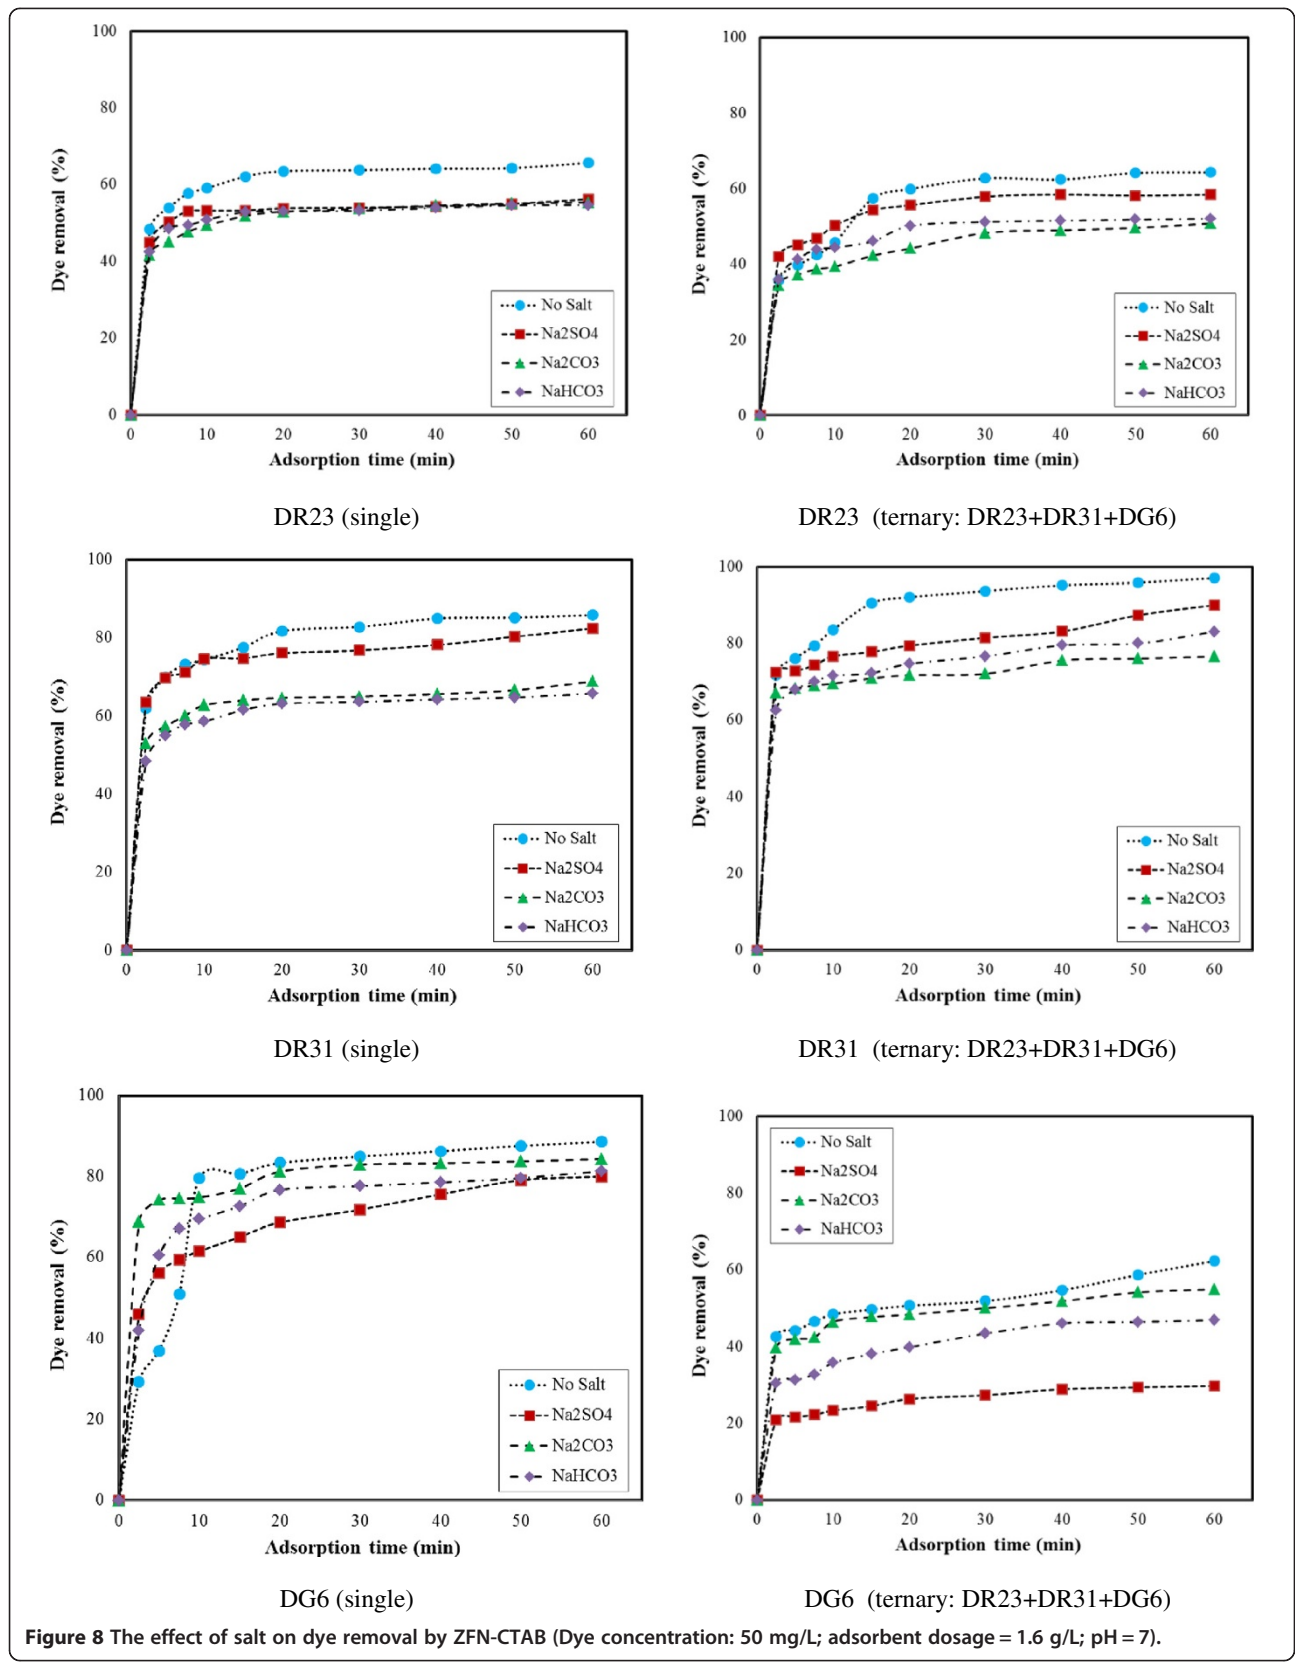 100
80
60
40
20
0
Dye removal (%)
No Salt
Na2SO4
Na2CO3
NaHCO3
0 10 20 30 40 50 60
Adsorption time (min)
DR23 (single)
100
80
60
40
20
0
Dye removal (%)
No Salt
Na2SO4
Na2CO3
NaHCO3
0 10 20 30 40 50 60
Adsorption time (min)
DR23 (ternary: DR23+DR31+DG6)
100
80
60
40
20
0
Dye removal (%)
No Salt
Na2SO4
Na2CO3
NaHCO3
0 10 20 30 40 50 60
Adsorption time (min)
DR31 (single)
100
80
60
40
20
0
Dye removal (%)
No Salt
Na2SO4
Na2CO3
NaHCO3
0 10 20 30 40 50 60
Adsorption time (min)
DR31 (ternary: DR23+DR31+DG6)
100
80
60
40
20
0
Dye removal (%)
No Salt
Na2SO4
Na2CO3
NaHCO3
0 10 20 30 40 50 60
Adsorption time (min)
DG6 (single)
100
80
60
40
20
0
Dye removal (%)
No Salt
Na2SO4
Na2CO3
NaHCO3
0 10 20 30 40 50 60
Adsorption time (min)
DG6 (ternary: DR23+DR31+DG6)
Figure 8 The effect of salt on dye removal by ZFN-CTAB (Dye concentration: 50 mg/L; adsorbent dosage = 1.6 g/L; pH = 7).